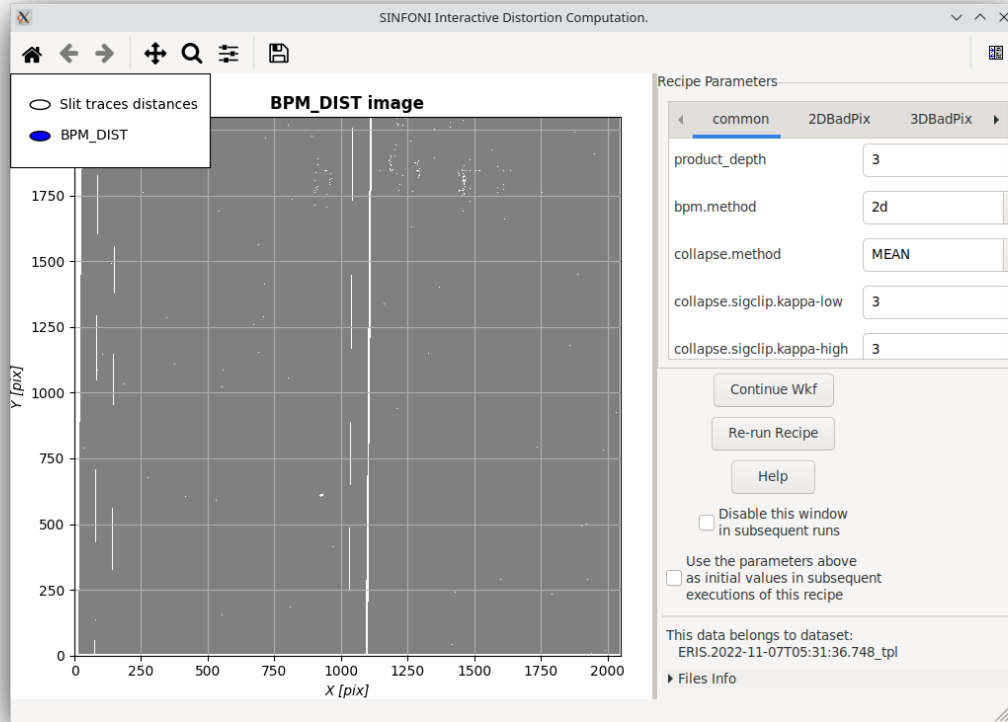 SINFONI Interactive Distortion Computation.
Slit traces distances
BPM_DIST
BPM_DIST image
1750
1500
1250
1000
750
500
250
0
Y [pix]
0 250 500 750 1000 1250 1500 1750 2000
X [pix]
Recipe Parameters
common 2DBadPix 3DBadPix
product_depth 3
bpm.method 2d
collapse.method MEAN
collapse.sigclip.kappa-low 3
collapse.sigclip.kappa-high 3
Continue Wkf
Re-run Recipe
Help
Disable this window
in subsequent runs
Use the parameters above
as initial values in subsequent
executions of this recipe
This data belongs to dataset:
ERIS.2022-11-07T05:31:36.748_tpl
Files Info